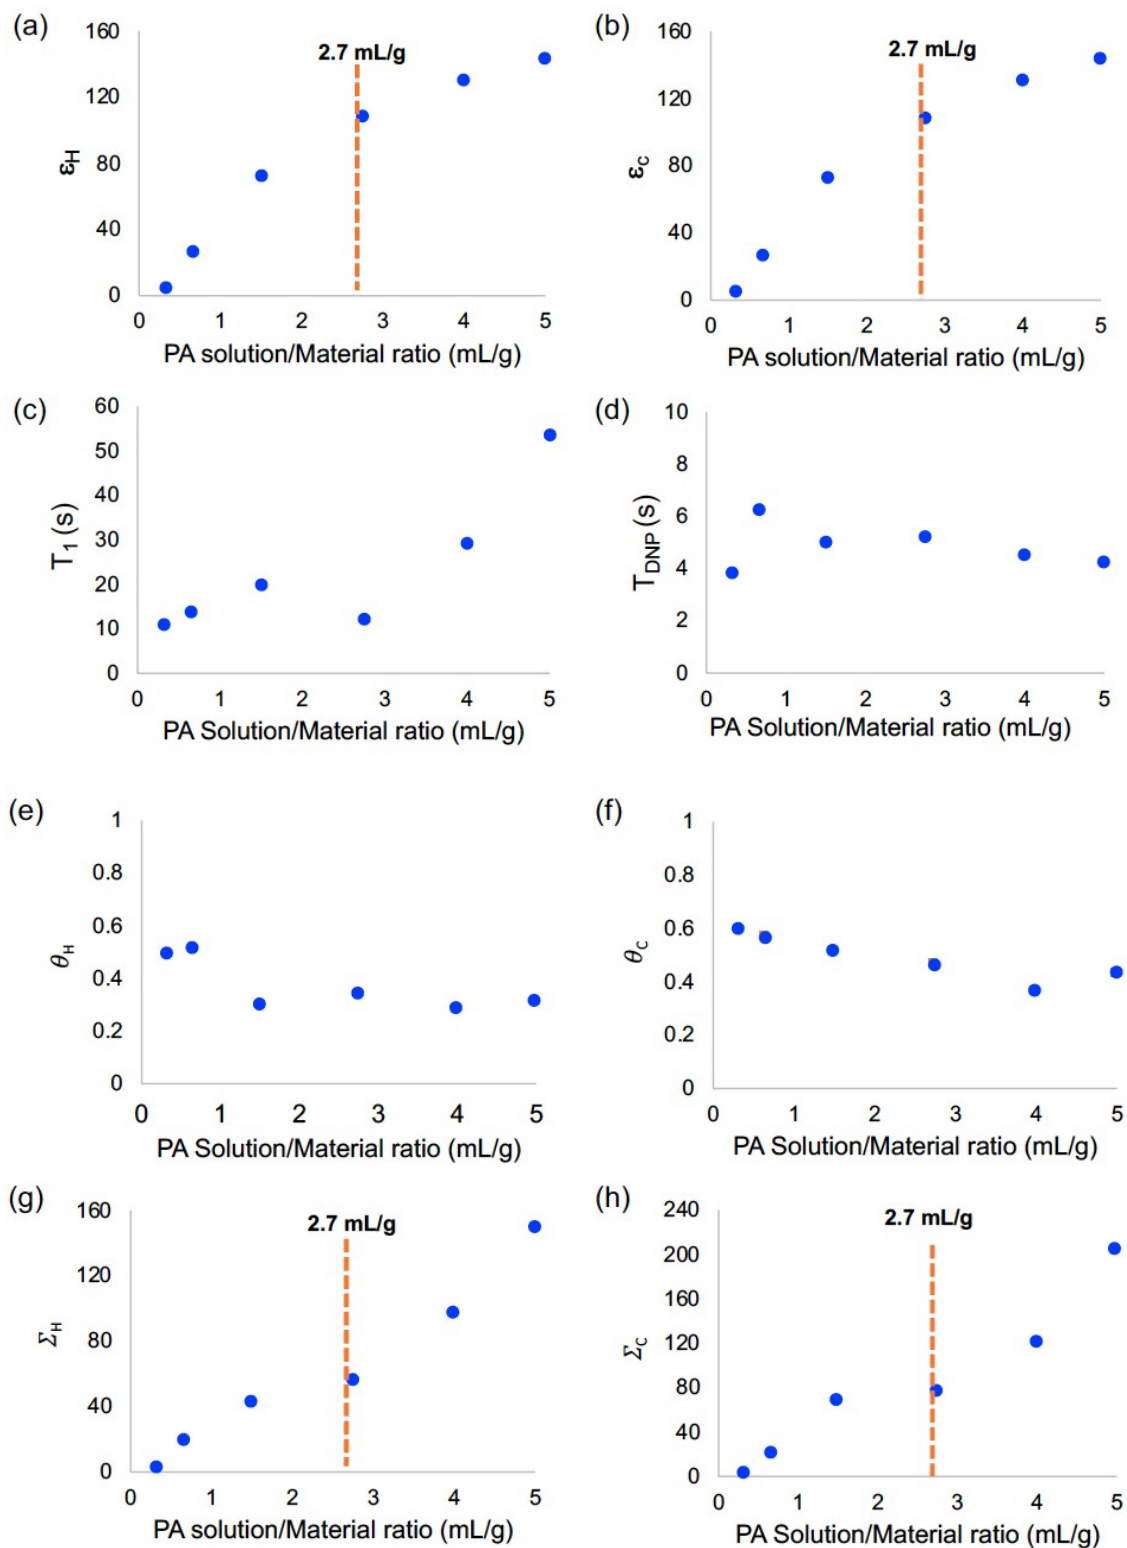 (a)
160
120
80
40
0
εH
2.7 mL/g
0 1 2 3 4 5
PA solution/Material ratio (mL/g)
(b)
160
120
80
40
0
εC
2.7 mL/g
0 1 2 3 4 5
PA solution/Material ratio (mL/g)
(c)
60
50
40
30
20
10
0
T1 (s)
0 1 2 3 4 5
PA Solution/Material ratio (mL/g)
(d)
10
8
6
4
2
0
TDNP (s)
0 1 2 3 4 5
PA Solution/Material ratio (mL/g)
(e)
1
0.8
0.6
0.4
0.2
0
θH
0 1 2 3 4 5
PA Solution/Material ratio (mL/g)
(f)
1
0.8
0.6
0.4
0.2
0
θC
0 1 2 3 4 5
PA Solution/Material ratio (mL/g)
(g)
160
120
80
40
0
ΣH
2.7 mL/g
0 1 2 3 4 5
PA solution/Material ratio (mL/g)
(h)
240
200
160
120
80
40
0
ΣC
2.7 mL/g
0 1 2 3 4 5
PA Solution/Material ratio (mL/g)